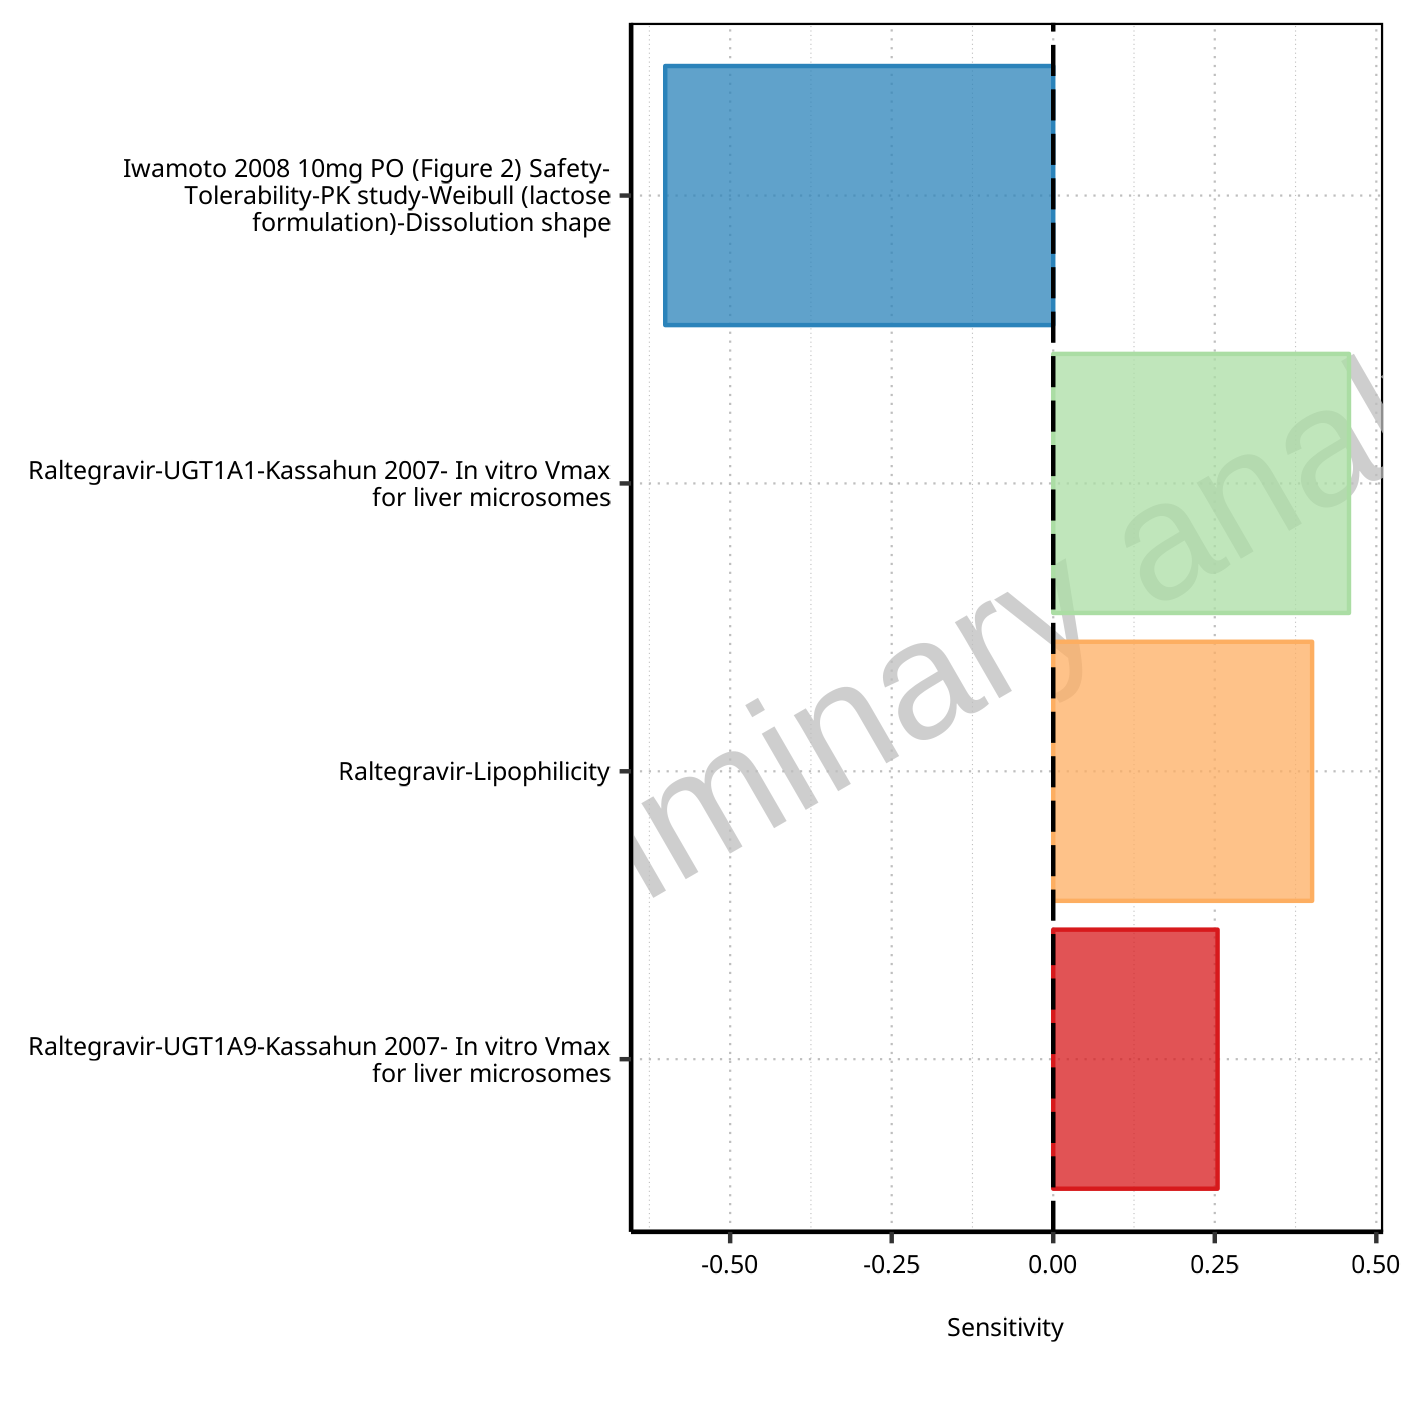 Iwamoto 2008 10mg PO (Figure 2) Safety-
Tolerability-PK study-Weibull (lactose
formulation)-Dissolution shape
Raltegravir-UGT1A1-Kassahun 2007- In vitro Vmax
for liver microsomes
Raltegravir-Lipophilicity
Raltegravir-UGT1A9-Kassahun 2007- In vitro Vmax
for liver microsomes
-0.50 -0.25 0.00 0.25 0.50
Sensitivity